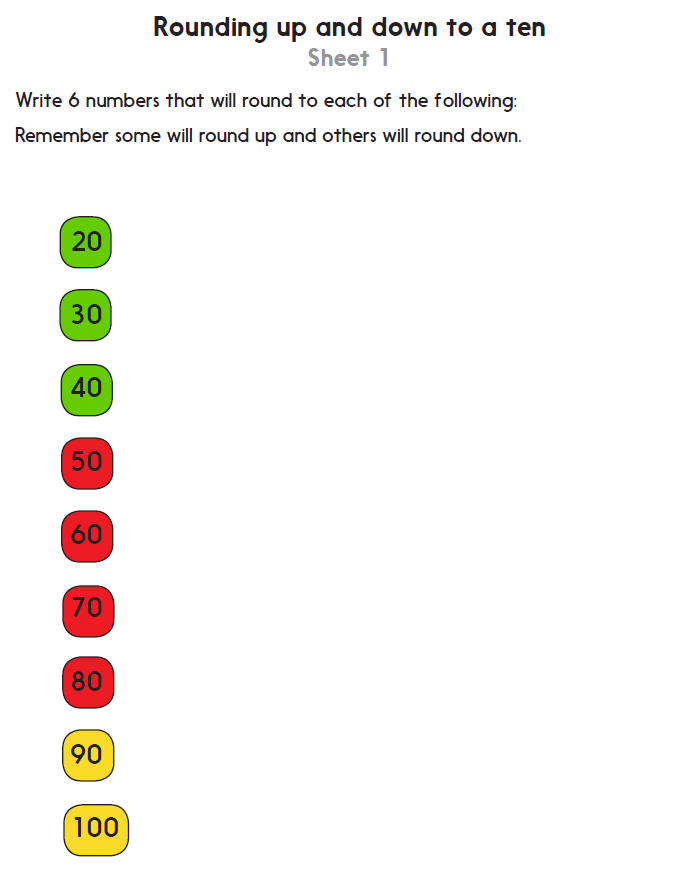 Rounding up and down to a ten
Sheet 1
Write 6 numbers that will round to each of the following:
Remember some will round up and others will round down.
20
30
40
50
60
70
80
90
100